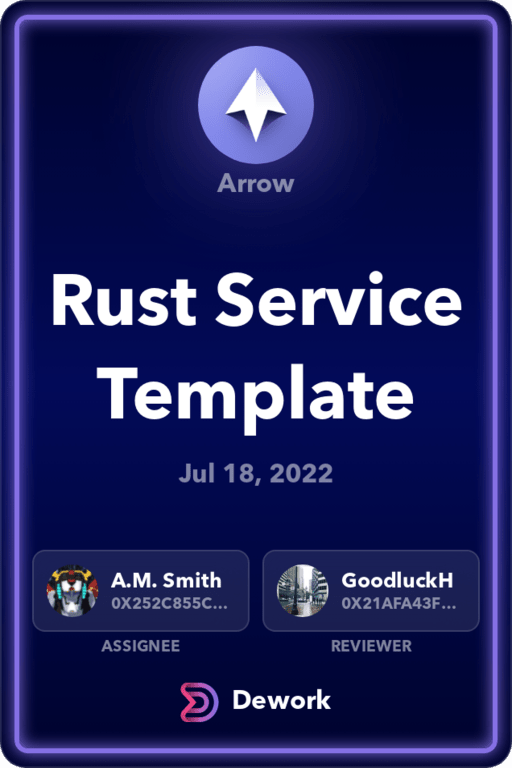 Arrow
Rust Service
Template
Jul 18, 2022
A.M. Smith
0X252C855C...
ASSIGNEE
GoodluckH
0X21AFA43F...
REVIEWER
Dework